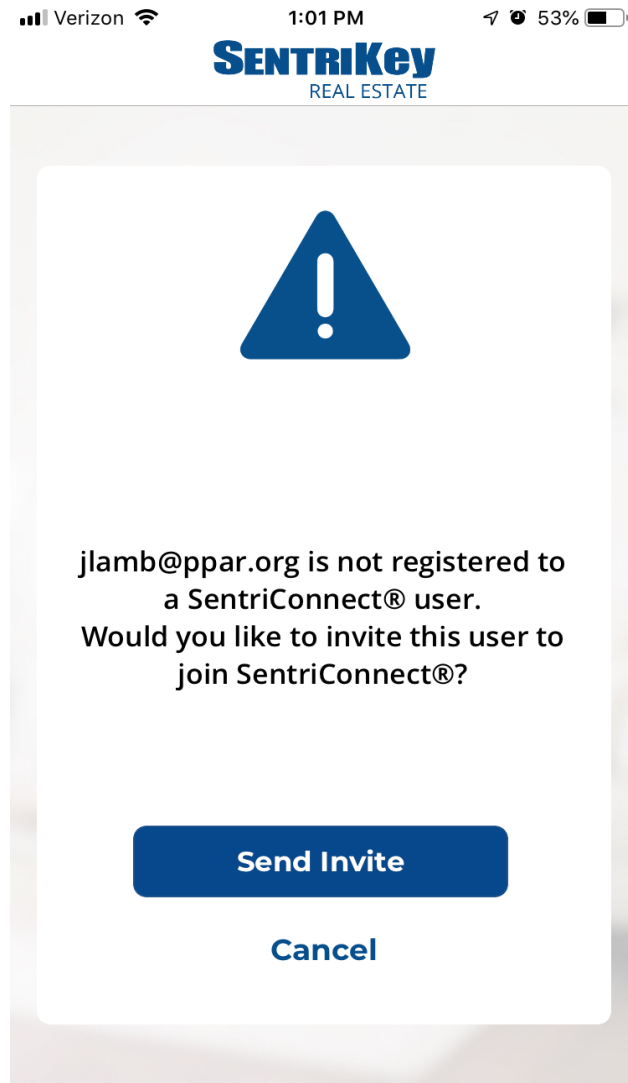 Verizon 1:01 PM 53%
SENTRIKEY
REAL ESTATE
jlamb@ppar.org is not registered to
a SentriConnect® user.
Would you like to invite this user to
join SentriConnect®?
Send Invite
Cancel